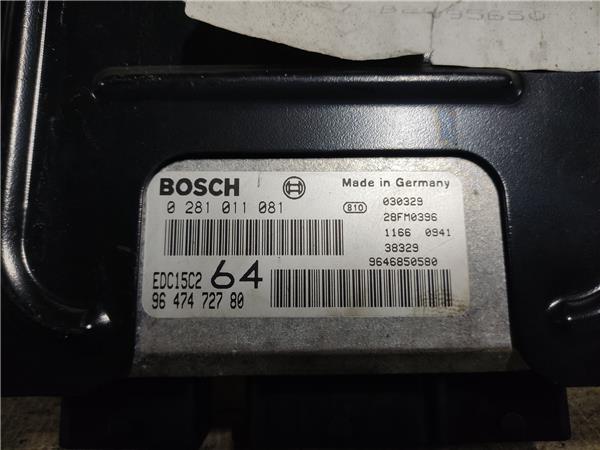 BOSCH
Made in Germany
0 281 011 081
810
030329
28FM0396
1166 0941
38329
9646850580
EDC15C2 64
96 474 727 80